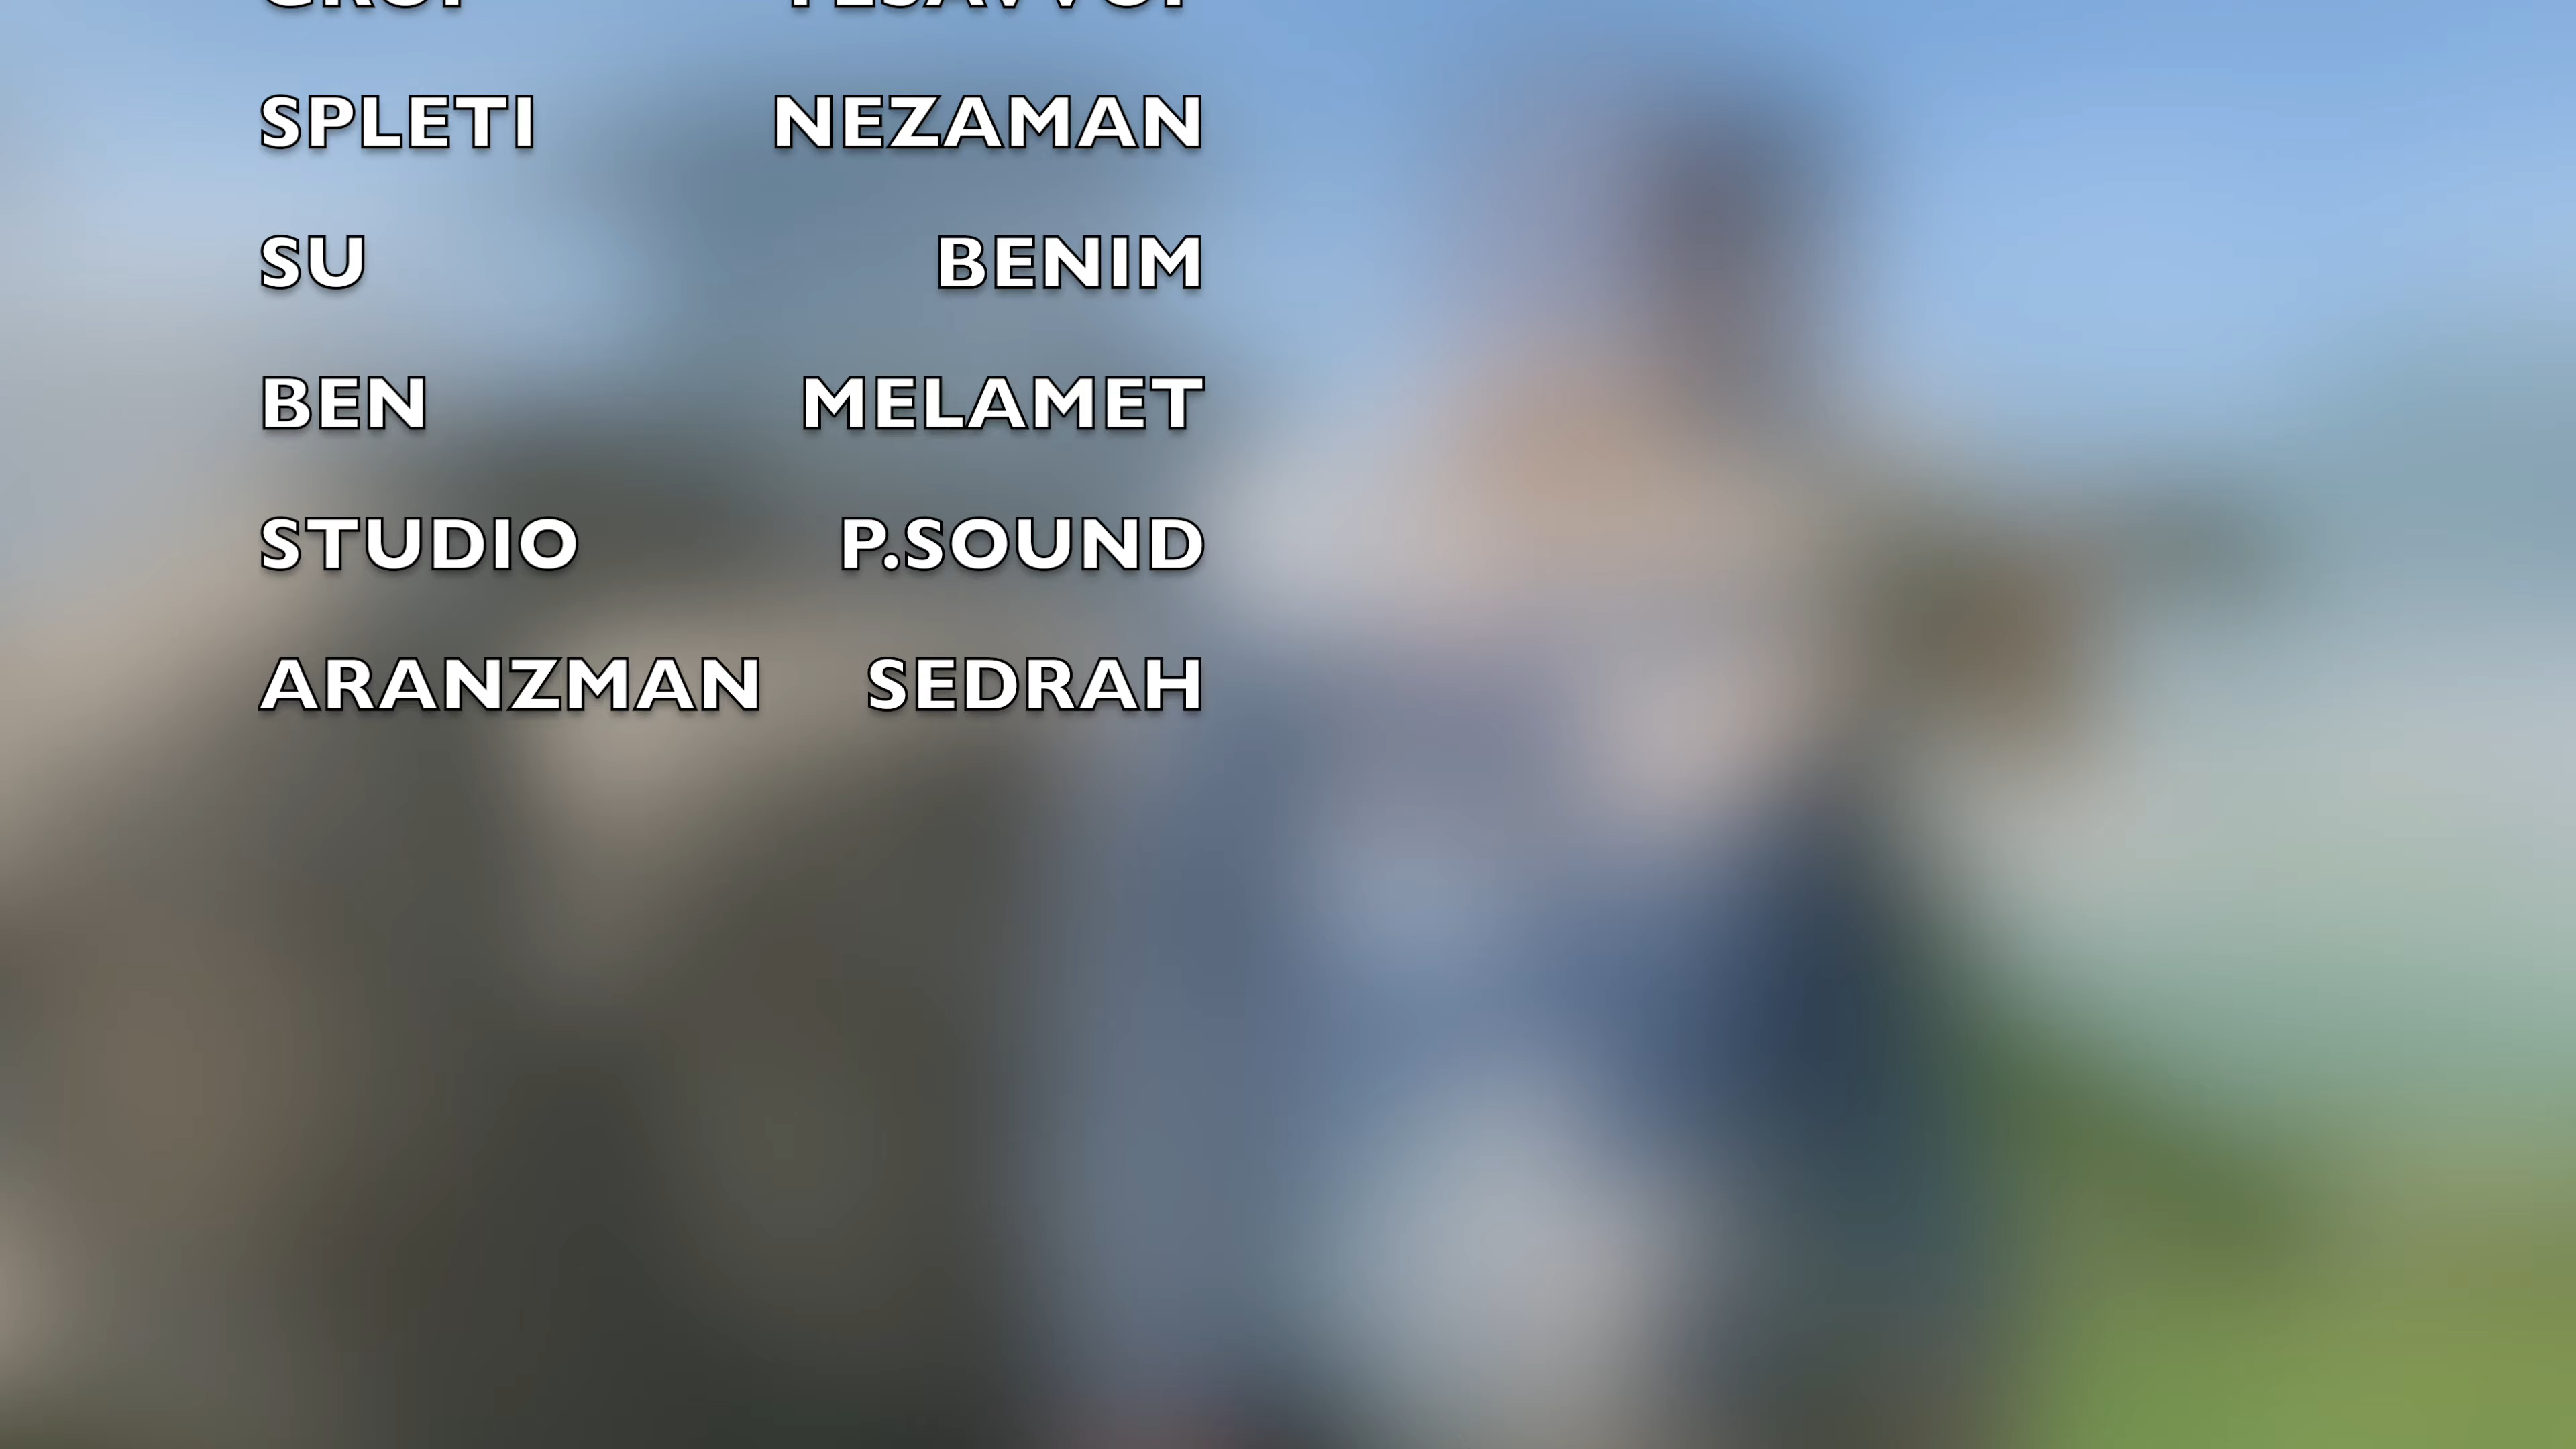 SPLETI NEZAMAN
SU BENIM
BEN MELAMET
STUDIO P.SOUND
ARANZMAN SEDRAH